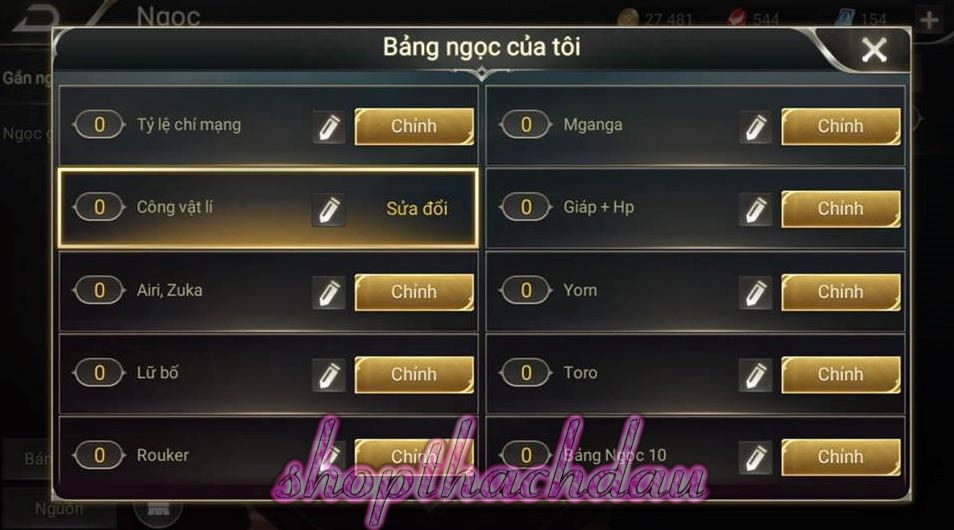 Ngọc
27,481
544
154
Bảng ngọc của tôi
Gắn ng
Ngọc g
0 Tỷ lệ chí mạng Chỉnh
0 Mganga Chỉnh
0 Công vật lí Sửa đổi
0 Giáp + Hp Chỉnh
0 Airi, Zuka Chỉnh
0 Yorn Chỉnh
0 Lữ bố Chỉnh
0 Toro Chỉnh
0 Rouker Chỉnh
0 Bảng Ngọc 10 Chỉnh
shopthachdau
Nguồn